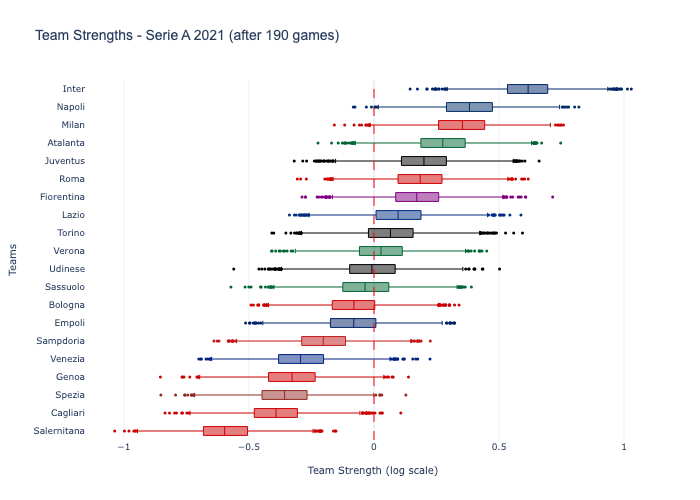 Team Strengths - Serie A 2021 (after 190 games)
Inter
Napoli
Milan
Atalanta
Juventus
Roma
Fiorentina
Lazio
Torino
Verona
Udinese
Sassuolo
Bologna
Empoli
Sampdoria
Venezia
Genoa
Spezia
Cagliari
Salernitana
Teams
−1 −0.5 0 0.5 1
Team Strength (log scale)